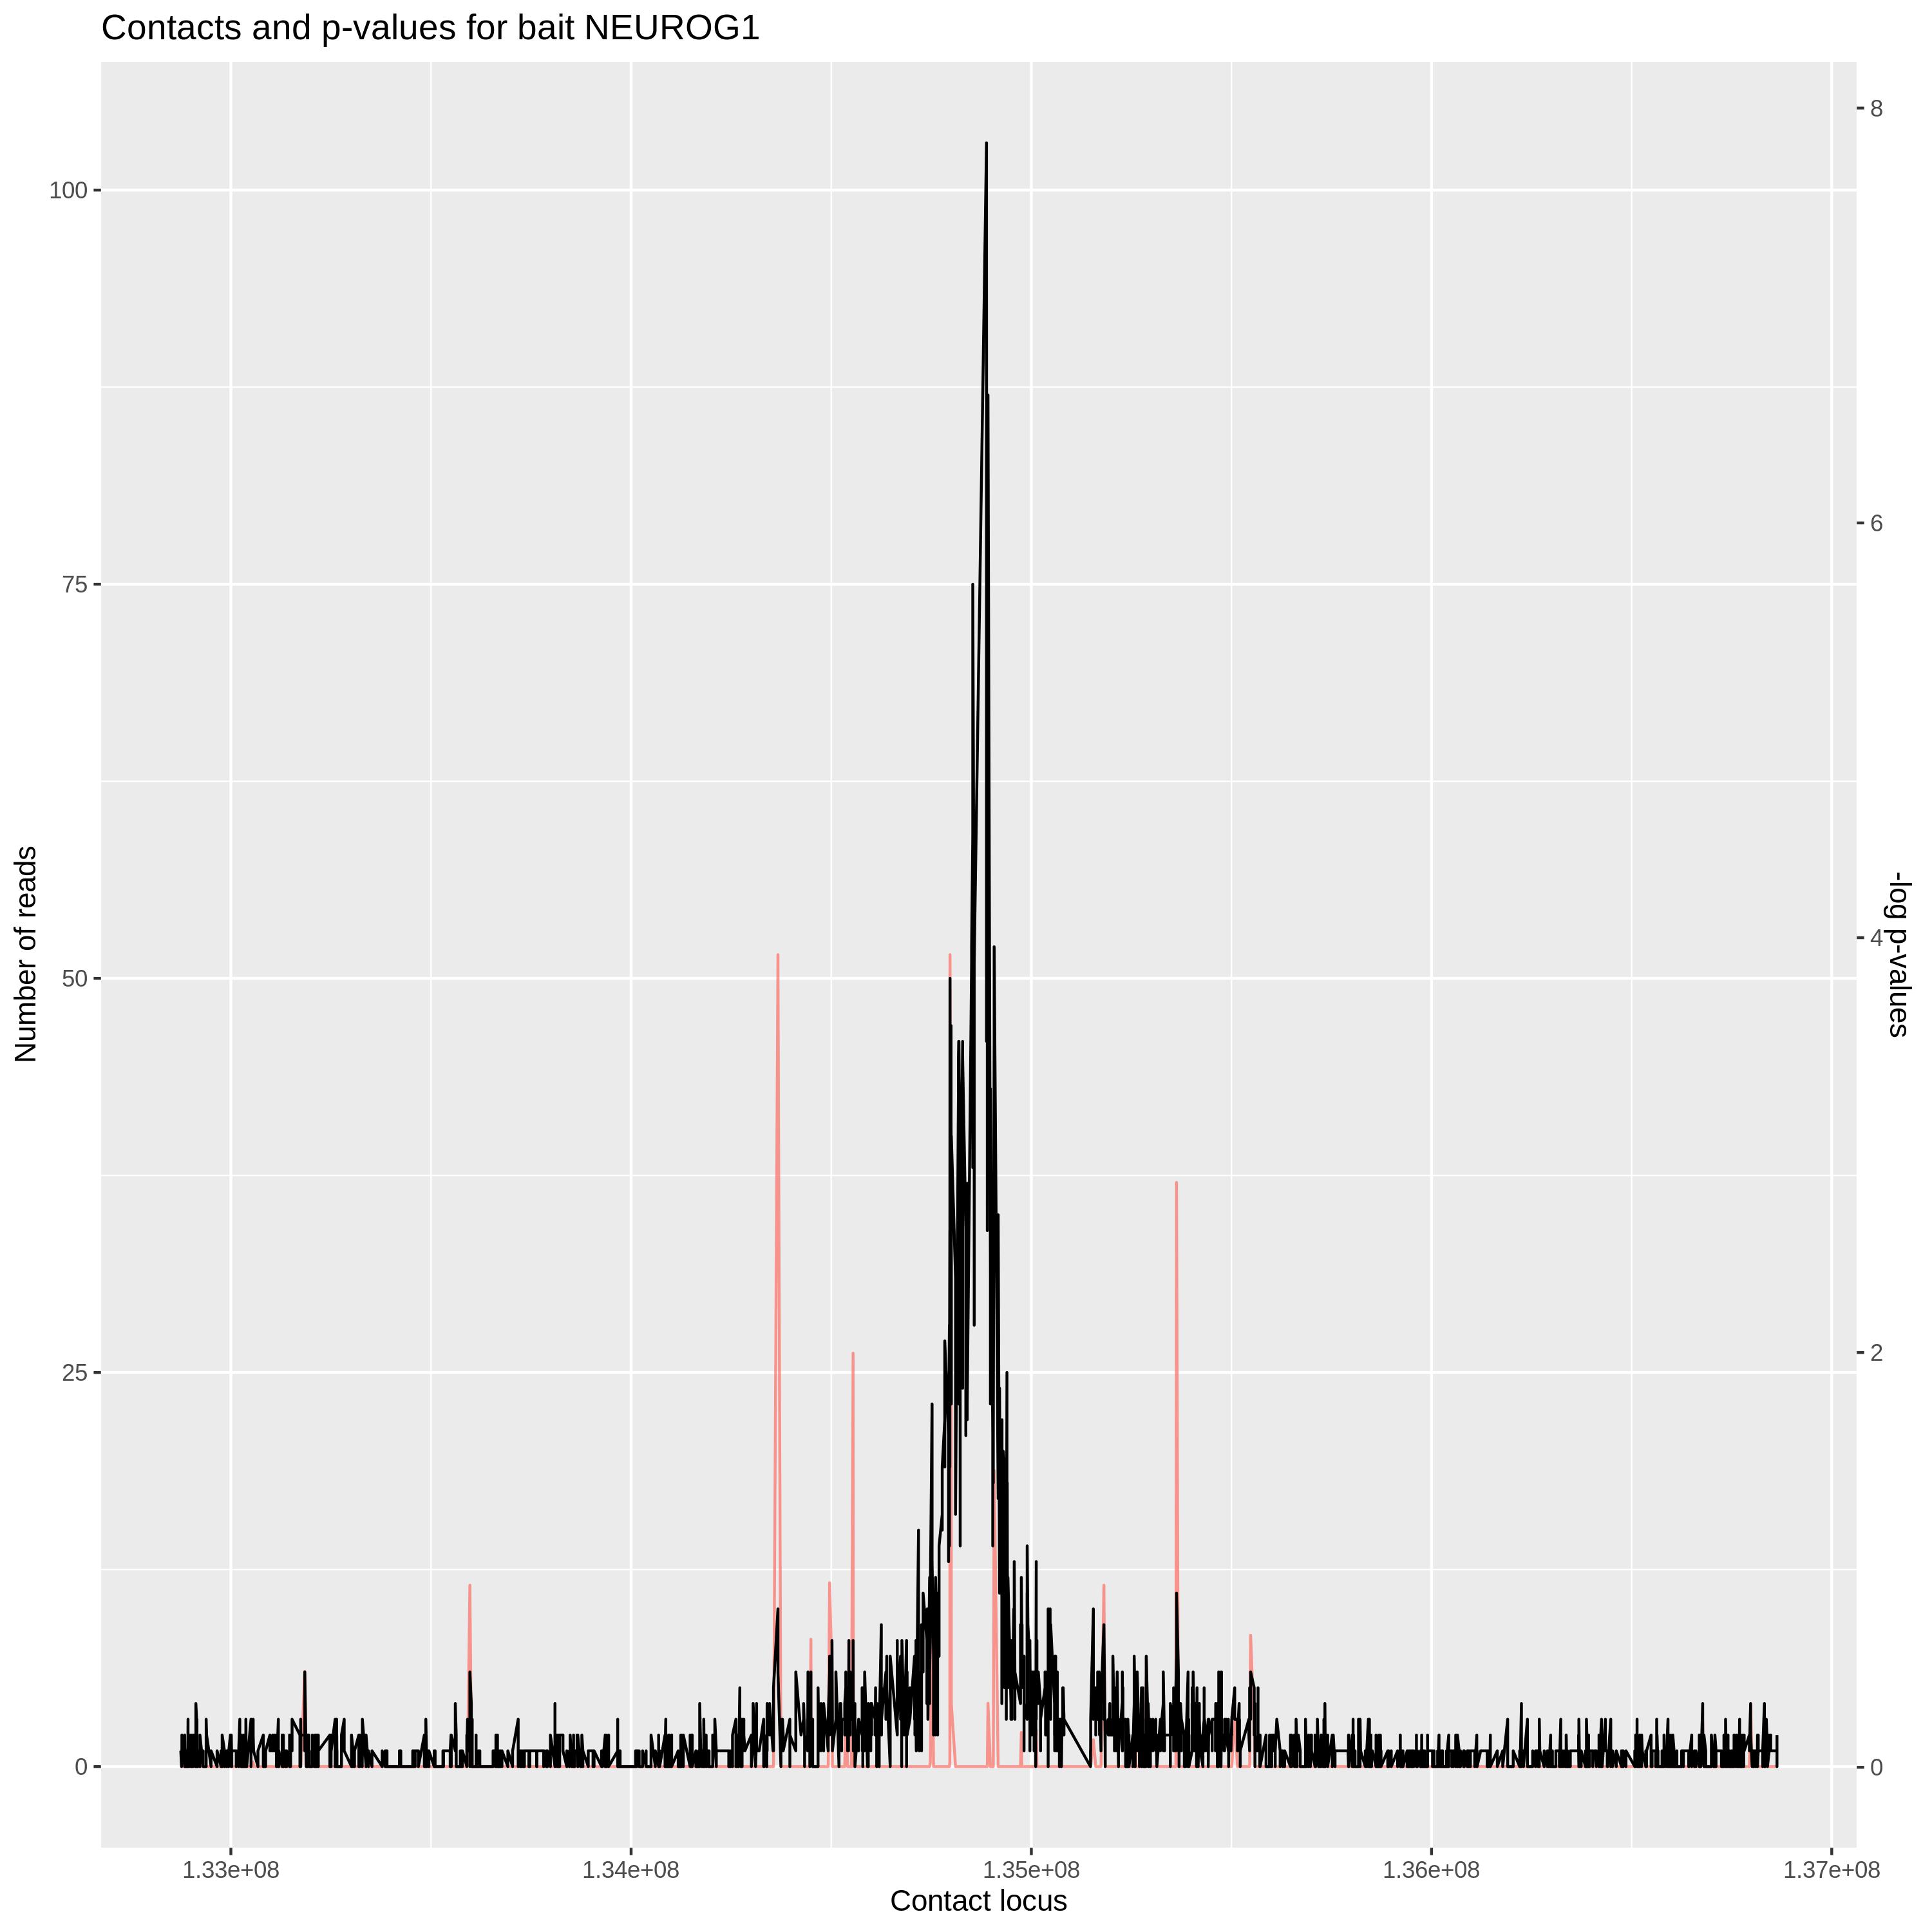 Contacts and p-values for bait NEUROG1
Number of reads
100
75
50
25
0
8
6
4
2
0
-log p-values
1.33e+08
1.34e+08
1.35e+08
1.36e+08
1.37e+08
Contact locus